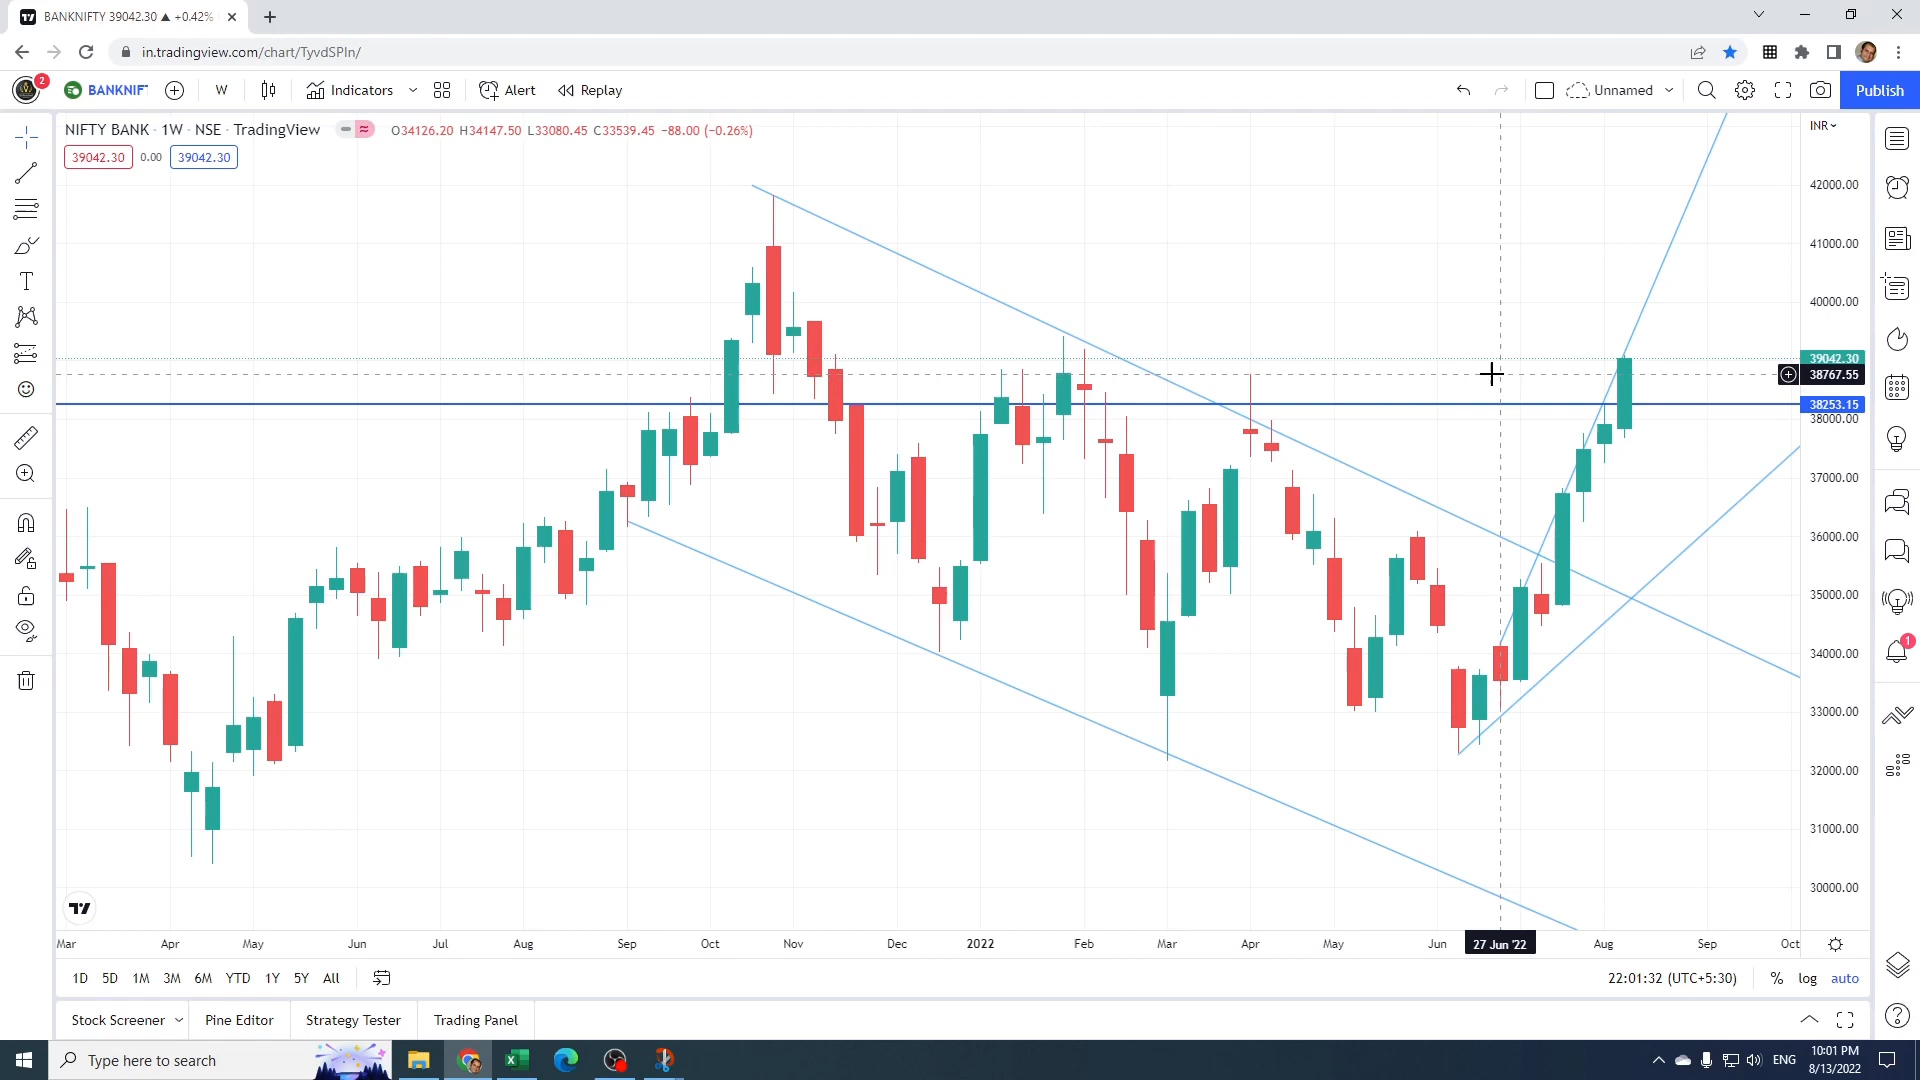 BANKNIFTY 39042.30 ▲ +0.42%
in.tradingview.com/chart/TyvdSPIn/
2
BANKNIF
W
Indicators
Alert
Replay
Unnamed
Publish
NIFTY BANK · 1W · NSE · TradingView
O34126.20 H34147.50 L33080.45 C33539.45 −88.00 (−0.26%)
INR
39042.30 0.00 39042.30
42000.00
41000.00
40000.00
39042.30
38767.55
38253.15
38000.00
37000.00
36000.00
35000.00
34000.00
33000.00
32000.00
31000.00
30000.00
1
Mar Apr May Jun Jul Aug Sep Oct Nov Dec 2022 Feb Mar Apr May Jun 27 Jun '22 Aug Sep Oct
1D 5D 1M 3M 6M YTD 1Y 5Y All
22:01:32 (UTC+5:30) % log auto
Stock Screener Pine Editor Strategy Tester Trading Panel
Type here to search
ENG
10:01 PM
8/13/2022